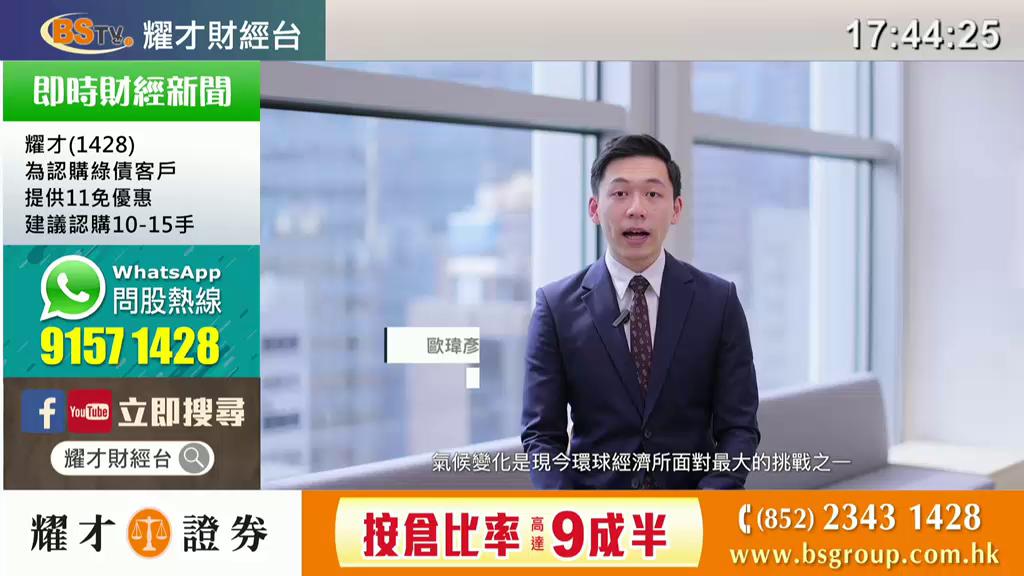 BSTV
耀才財經台
17:44:25
即時財經新聞
耀才(1428)
為認購綠債客戶
提供11免優惠
建議認購10-15手
WhatsApp
問股熱線
9157 1428
f
YouTube
立即搜尋
耀才財經台
歐瑋彥
氣候變化是現今環球經濟所面對最大的挑戰之一
耀才證券
按倉比率高達9成半
(852) 2343 1428
www.bsgroup.com.hk